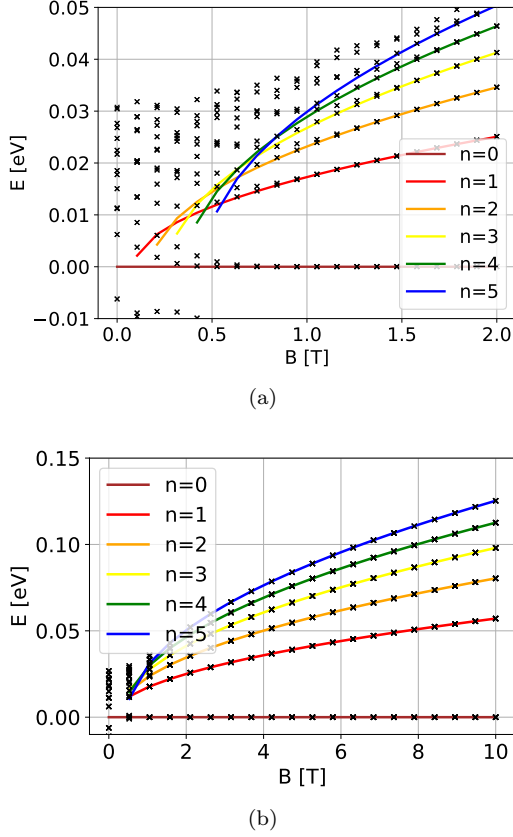 0.05
0.04
0.03
0.02
0.01
0.00
−0.01
E [eV]
n=0
n=1
n=2
n=3
n=4
n=5
0.0 0.5 1.0 1.5 2.0
B [T]
(a)
0.15
0.10
0.05
0.00
E [eV]
n=0
n=1
n=2
n=3
n=4
n=5
0 2 4 6 8 10
B [T]
(b)